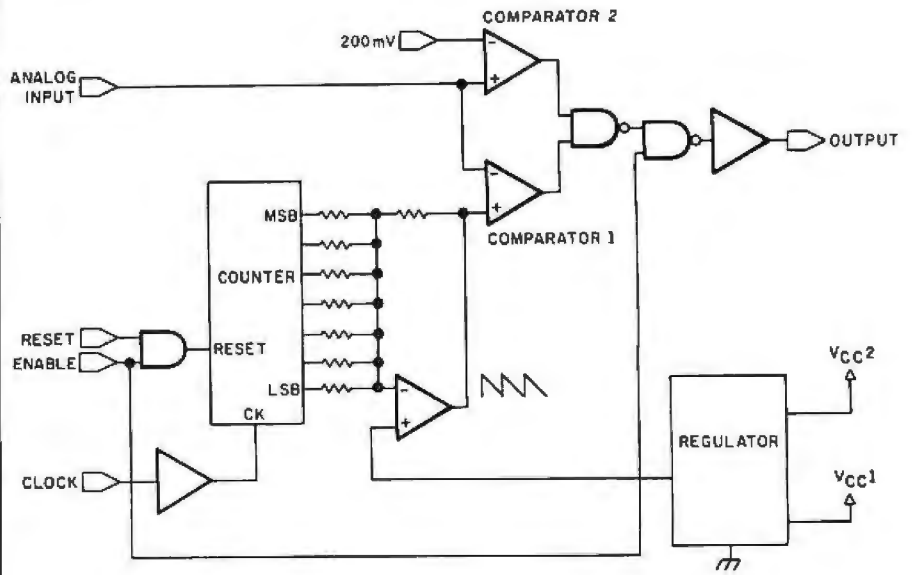 COMPARATOR 2
200mV
-
+
ANALOG
INPUT
OUTPUT
-
+
COMPARATOR 1
MSB
COUNTER
RESET
ENABLE
RESET
LSB
CK
-
+
CLOCK
REGULATOR
VCC2
VCC1